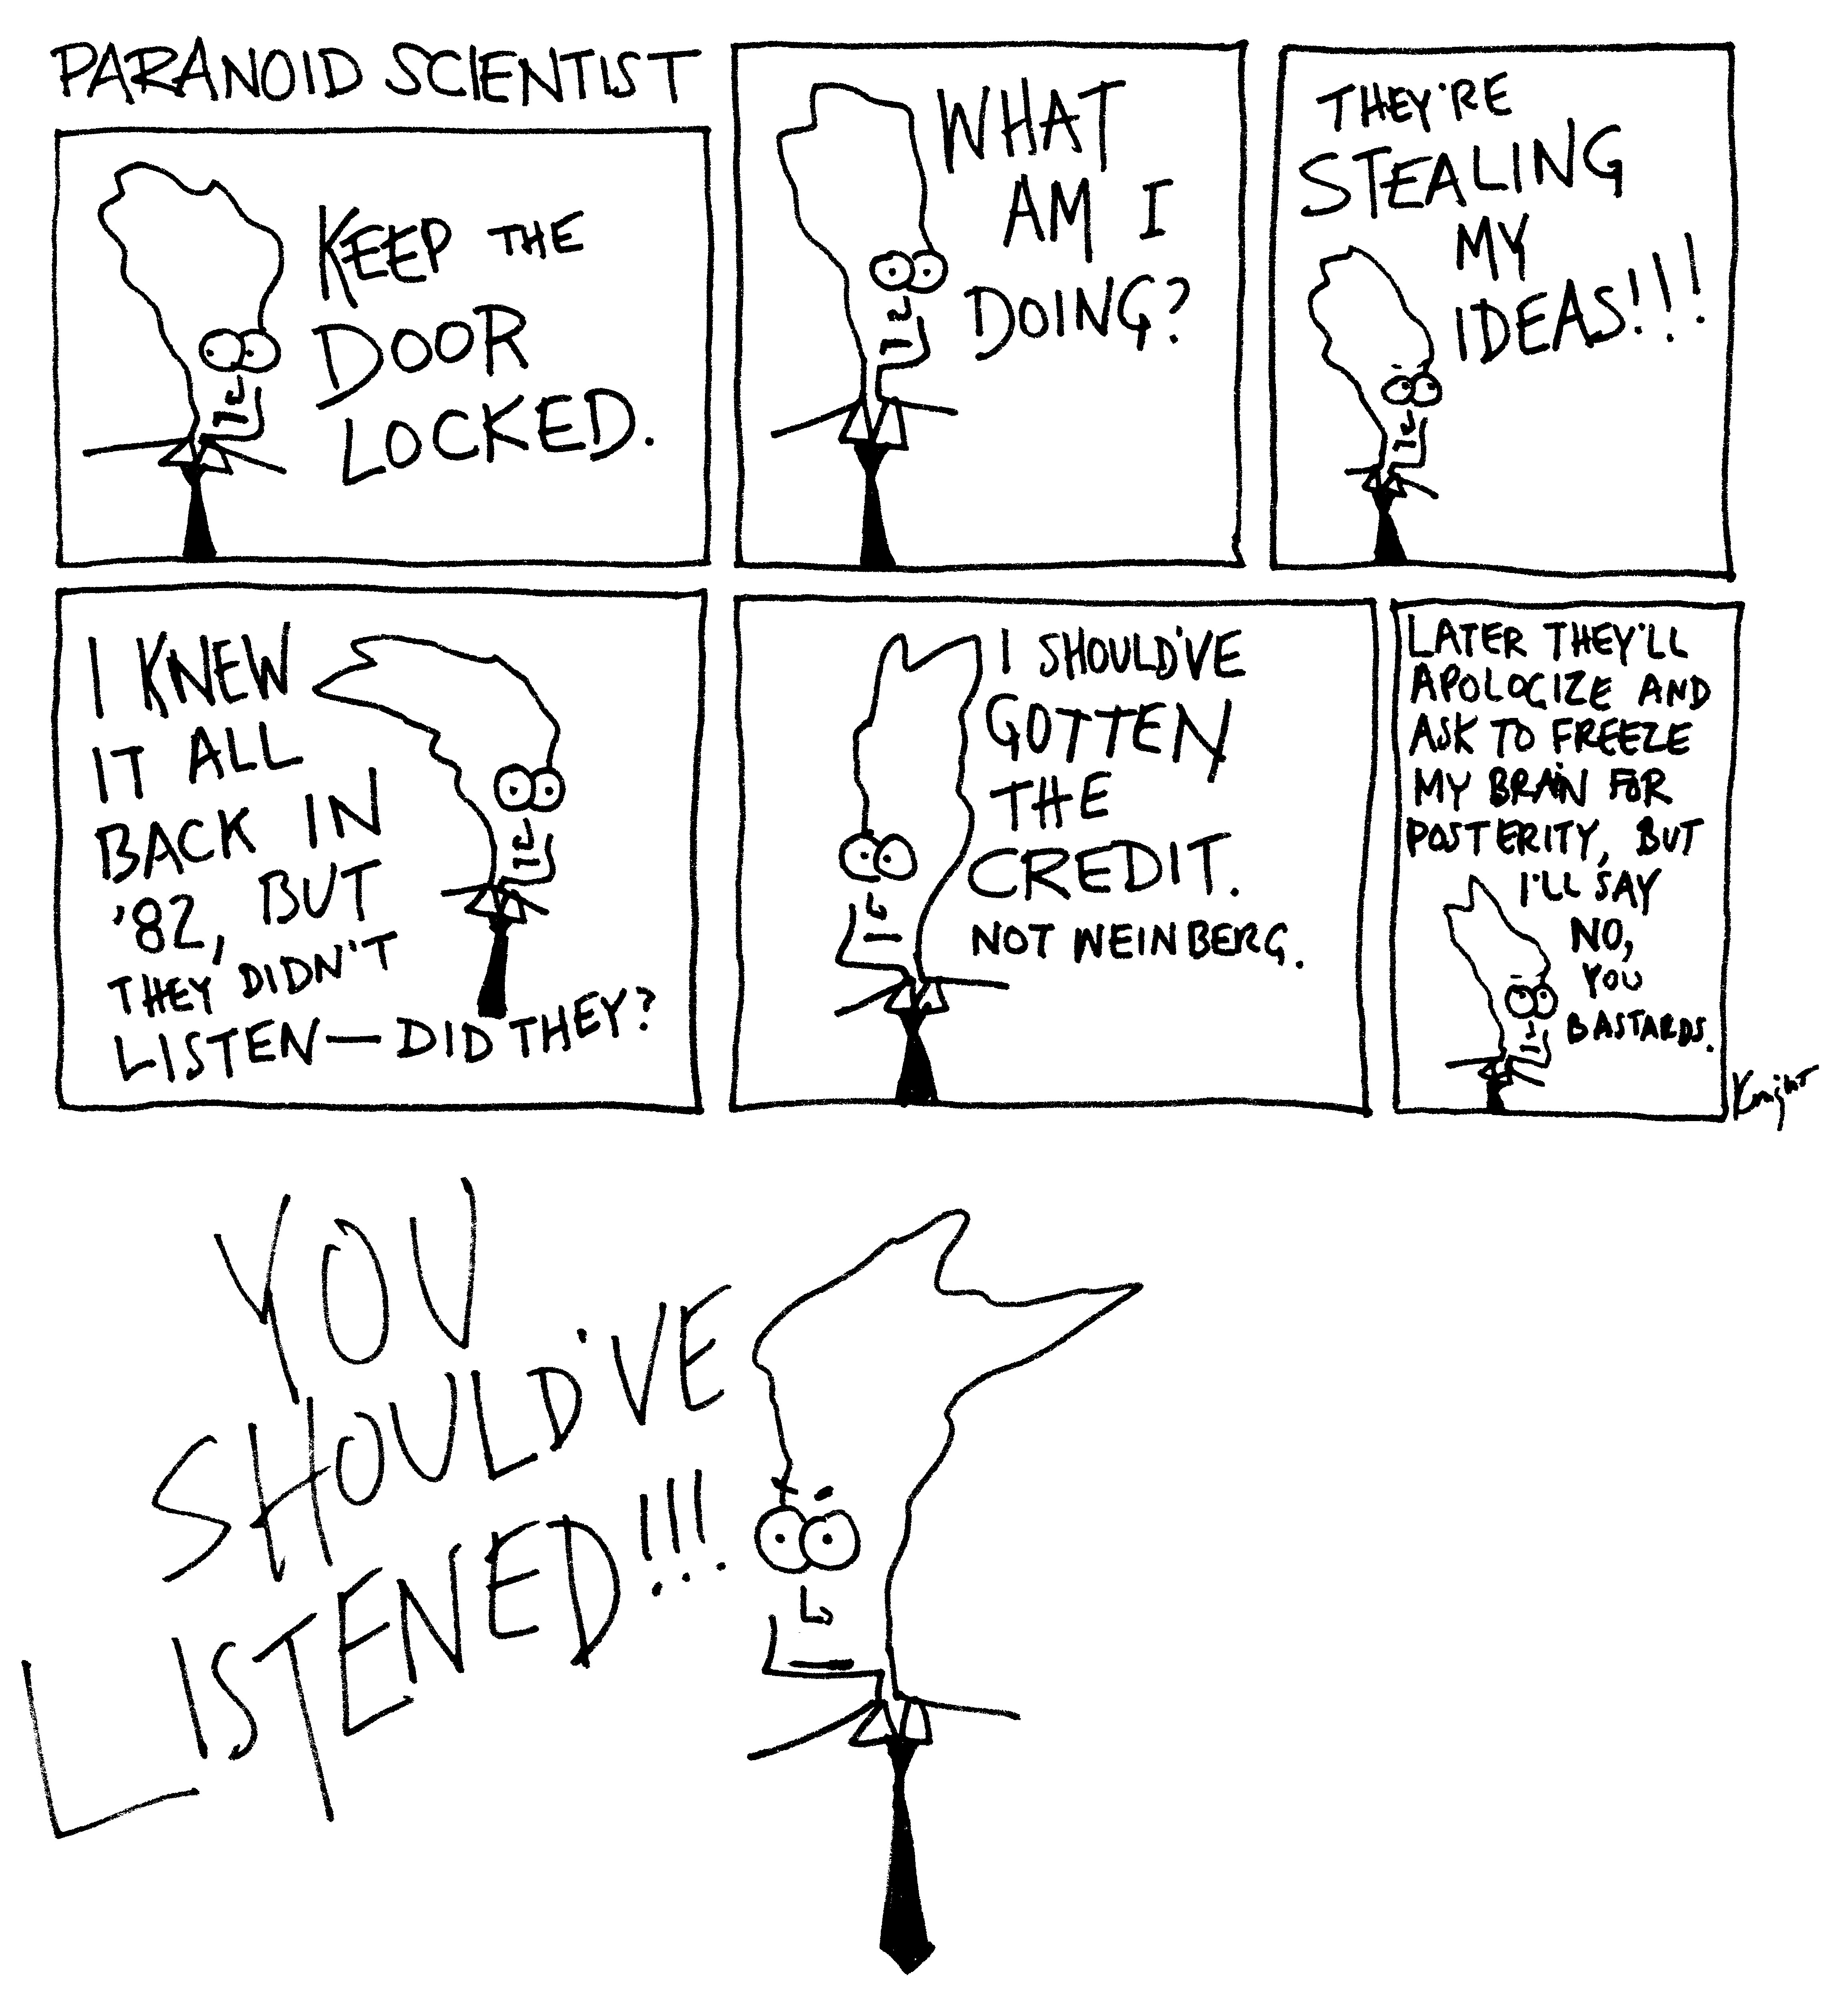 PARANOID SCIENTIST
KEEP THE
DOOR
LOCKED.
WHAT
AM I
DOING?
THEY'RE
STEALING
MY
IDEAS!!!
I KNEW
IT ALL
BACK IN
'82, BUT
THEY DIDN'T
LISTEN—DID THEY?
I SHOULD'VE
GOTTEN
THE
CREDIT.
NOT WEINBERG.
LATER THEY'LL
APOLOGIZE AND
ASK TO FREEZE
MY BRAIN FOR
POSTERITY, BUT
I'LL SAY
NO,
YOU
BASTARDS.
Knight
YOU
SHOULD'VE
LISTENED!!!